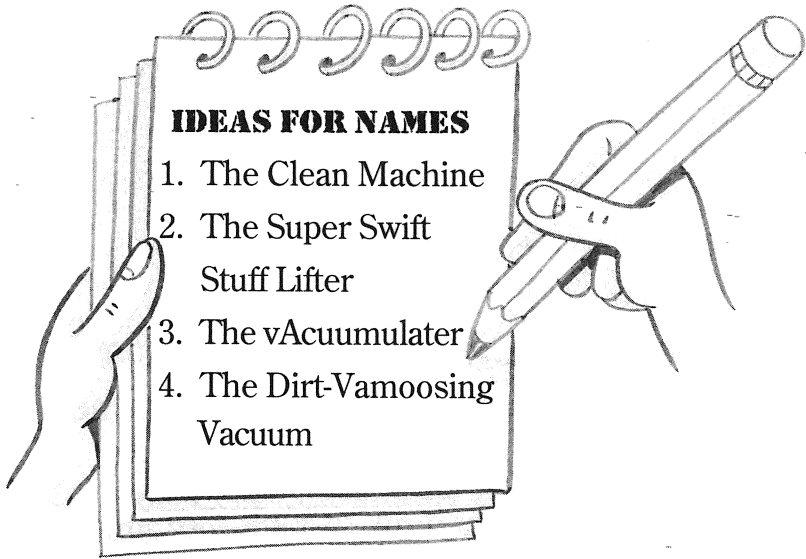 IDEAS FOR NAMES
1. The Clean Machine
2. The Super Swift
Stuff Lifter
3. The vAcuumulater
4. The Dirt-Vamoosing
Vacuum